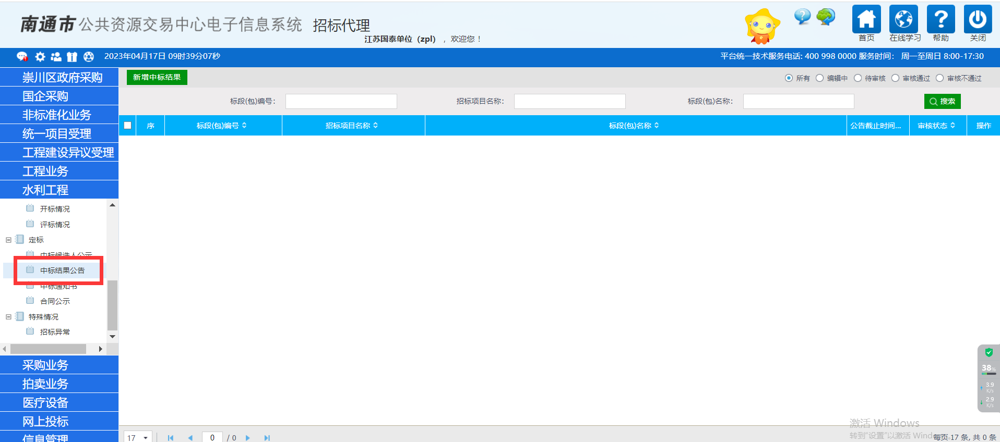 南通市公共资源交易中心电子信息系统 招标代理
江苏国泰单位（zpl），欢迎您！
首页 在线学习 帮助 关闭
2023年04月17日 09时39分07秒
平台统一技术服务电话: 400 998 0000 服务时间： 周一至周日 8:00-17:30
崇川区政府采购
国企采购
非标准化业务
统一项目受理
工程建设异议受理
工程业务
水利工程
开标情况
评标情况
定标
中标候选人公示
中标结果公告
中标通知书
合同公示
特殊情况
招标异常
采购业务
拍卖业务
医疗设备
网上投标
信息管理
新增中标结果
所有 编辑中 待审核 审核通过 审核不通过
标段(包)编号： 招标项目名称： 标段(包)名称： 搜索
序 标段(包)编号 招标项目名称 标段(包)名称 公告截止时间... 审核状态 操作
38%
3.9
K/s
2.9
K/s
激活 Windows
转到"设置"以激活 Windows。
17 0 / 0
每页 17 条, 共 0 条